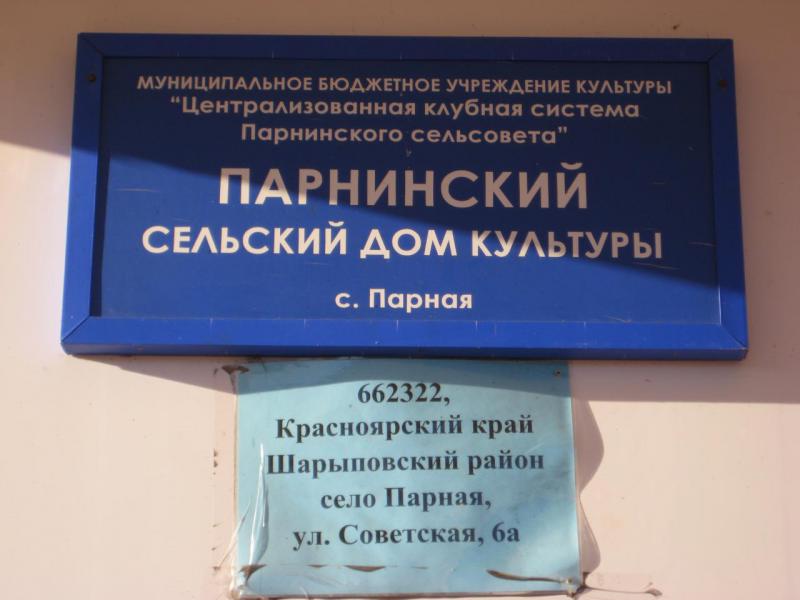 МУНИЦИПАЛЬНОЕ БЮДЖЕТНОЕ УЧРЕЖДЕНИЕ КУЛЬТУРЫ
"Централизованная клубная система
Парнинского сельсовета"
ПАРНИНСКИЙ
СЕЛЬСКИЙ ДОМ КУЛЬТУРЫ
с. Парная
662322,
Красноярский край
Шарыповский район
село Парная,
ул. Советская, 6а